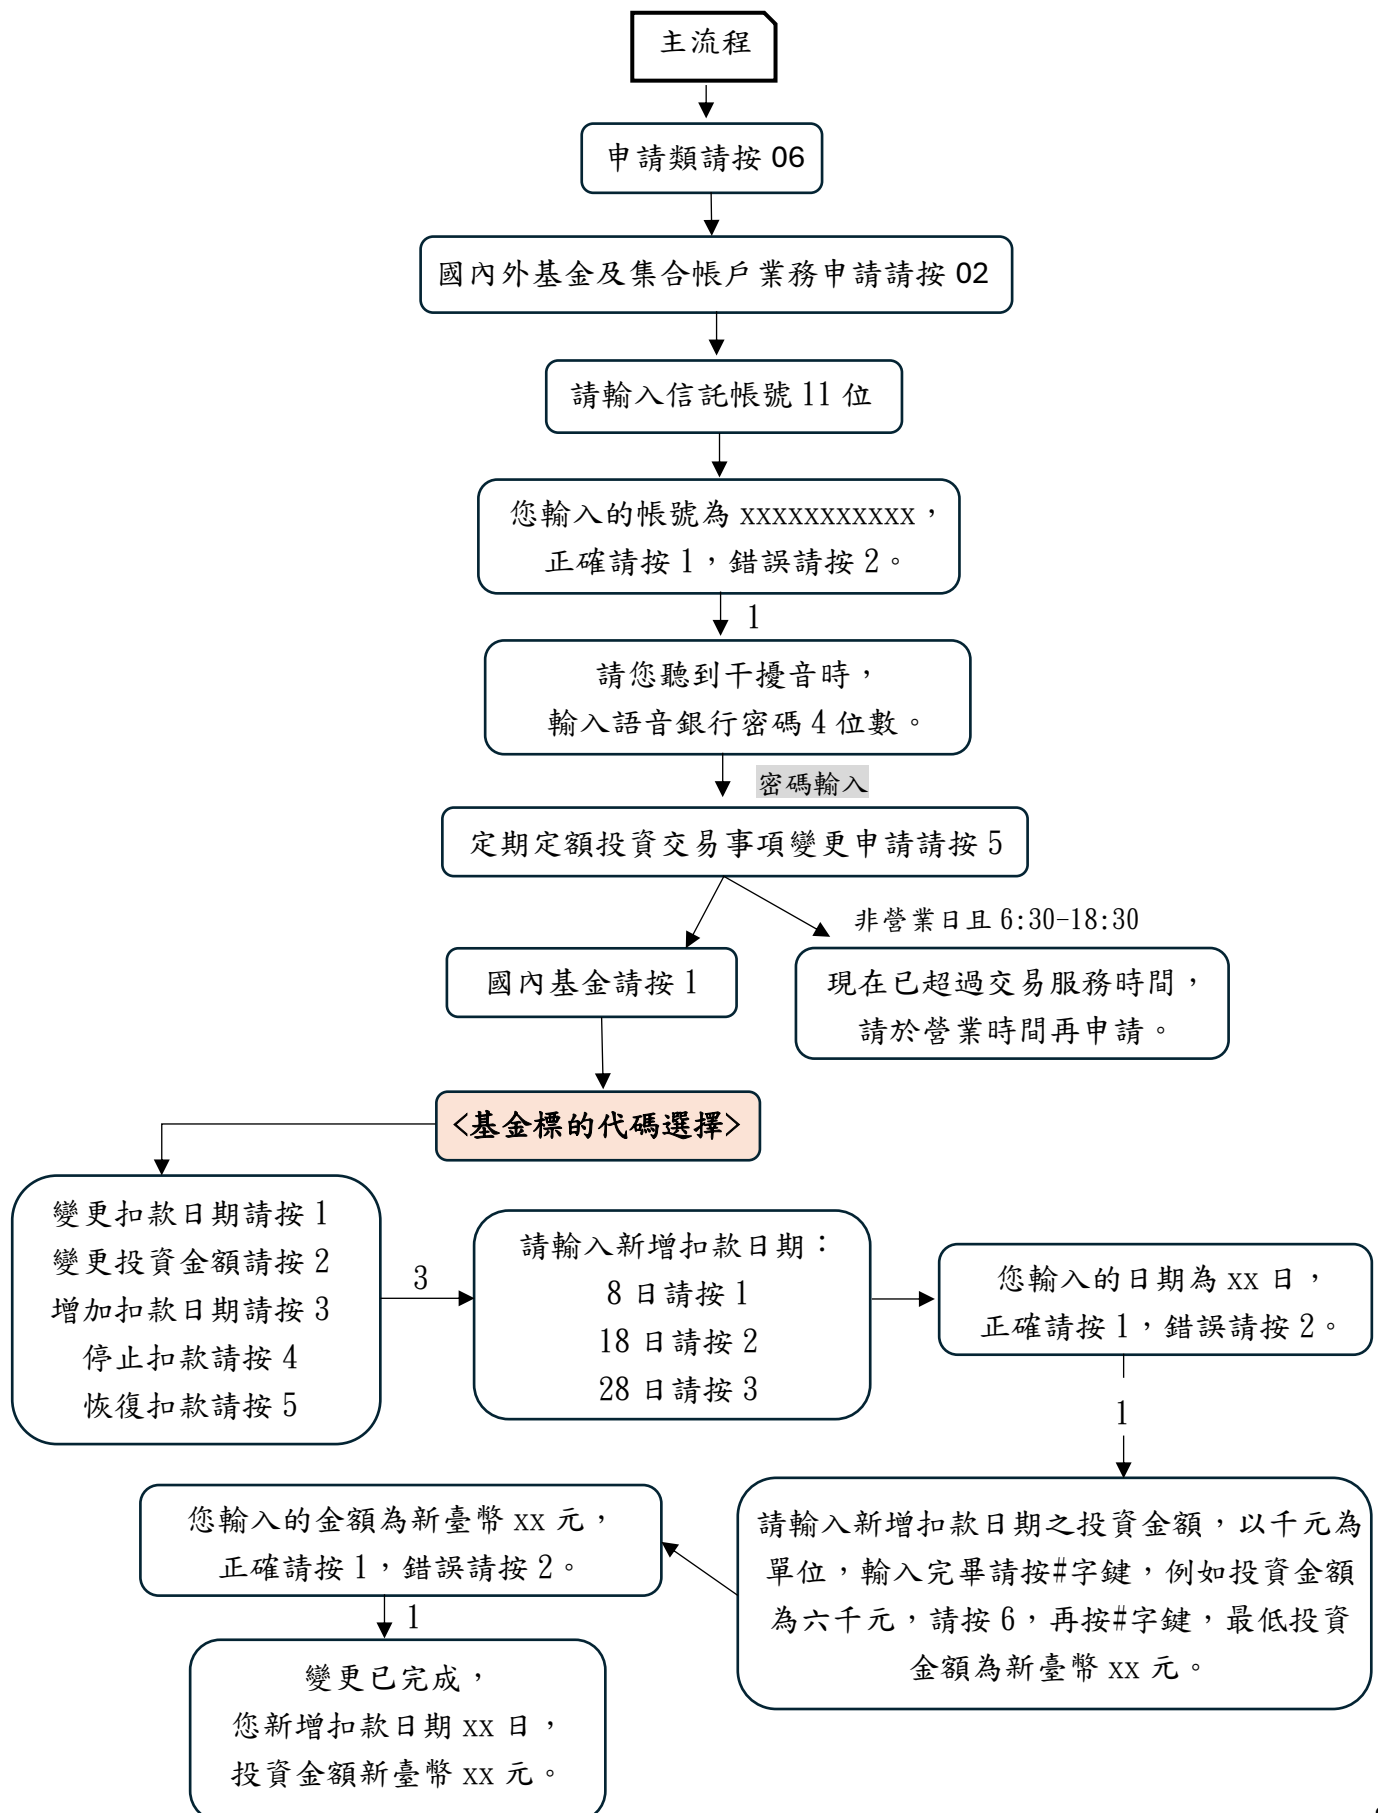 主流程
申請類請按 06
國內外基金及集合帳戶業務申請請按 02
請輸入信託帳號 11 位
您輸入的帳號為 xxxxxxxxxxx，
正確請按 1，錯誤請按 2。
1
請您聽到干擾音時，
輸入語音銀行密碼 4 位數。
密碼輸入
定期定額投資交易事項變更申請請按 5
非營業日且 6:30-18:30
國內基金請按 1
現在已超過交易服務時間，
請於營業時間再申請。
<基金標的代碼選擇>
變更扣款日期請按 1
變更投資金額請按 2
增加扣款日期請按 3
停止扣款請按 4
恢復扣款請按 5
3
請輸入新增扣款日期：
8 日請按 1
18 日請按 2
28 日請按 3
您輸入的日期為 xx 日，
正確請按 1，錯誤請按 2。
1
請輸入新增扣款日期之投資金額，以千元為
單位，輸入完畢請按#字鍵，例如投資金額
為六千元，請按 6，再按#字鍵，最低投資
金額為新臺幣 xx 元。
您輸入的金額為新臺幣 xx 元，
正確請按 1，錯誤請按 2。
1
變更已完成，
您新增扣款日期 xx 日，
投資金額新臺幣 xx 元。